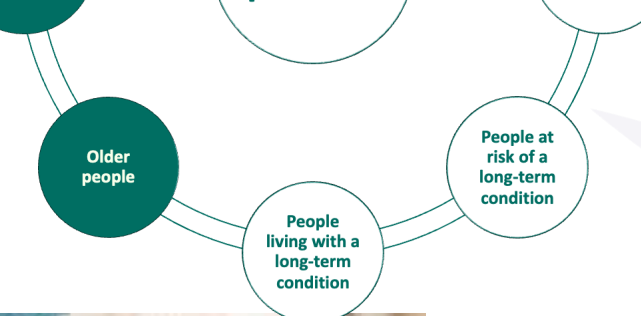 Older
people
People
living with a
long-term
condition
People at
risk of a
long-term
condition